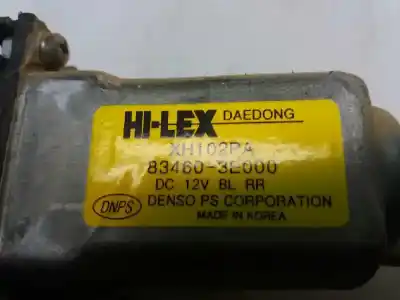 HI-LEX DAEDONG
XH102PA
83460-3E000
DC 12V BL RR
DNPS
DENSO PS CORPORATION
MADE IN KOREA